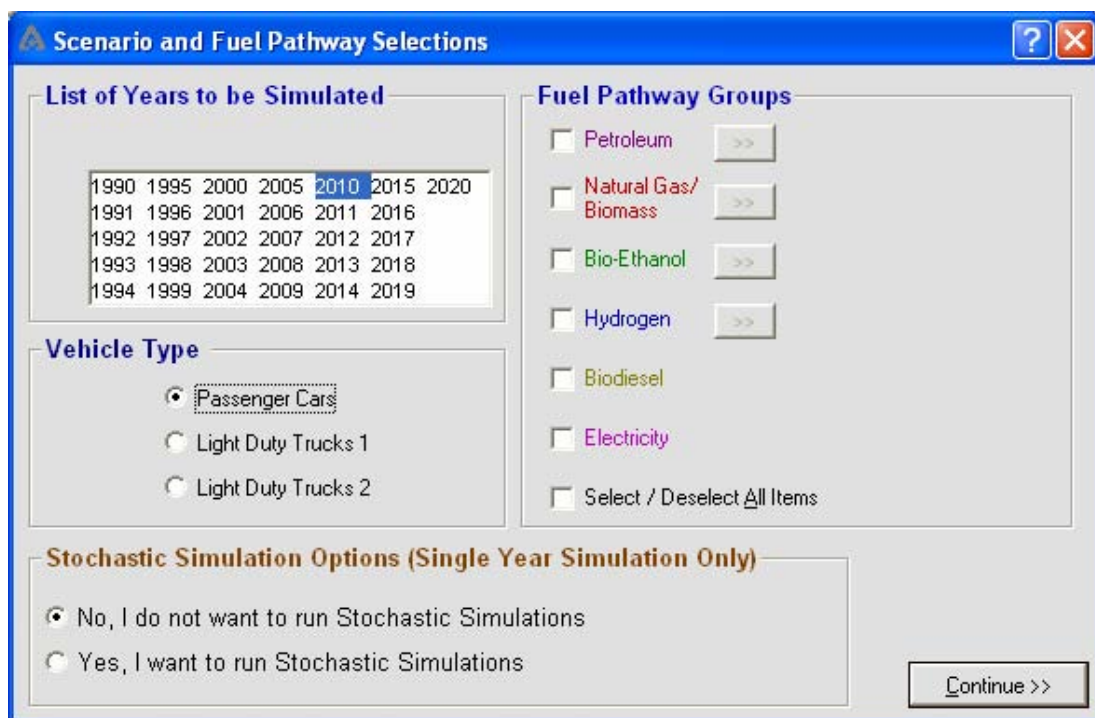 Scenario and Fuel Pathway Selections
?
List of Years to be Simulated
1990 1995 2000 2005 2010 2015 2020
1991 1996 2001 2006 2011 2016
1992 1997 2002 2007 2012 2017
1993 1998 2003 2008 2013 2018
1994 1999 2004 2009 2014 2019
Vehicle Type
Passenger Cars
Light Duty Trucks 1
Light Duty Trucks 2
Fuel Pathway Groups
Petroleum >>
Natural Gas/
Biomass >>
Bio-Ethanol >>
Hydrogen >>
Biodiesel
Electricity
Select / Deselect All Items
Stochastic Simulation Options (Single Year Simulation Only)
No, I do not want to run Stochastic Simulations
Yes, I want to run Stochastic Simulations
Continue >>